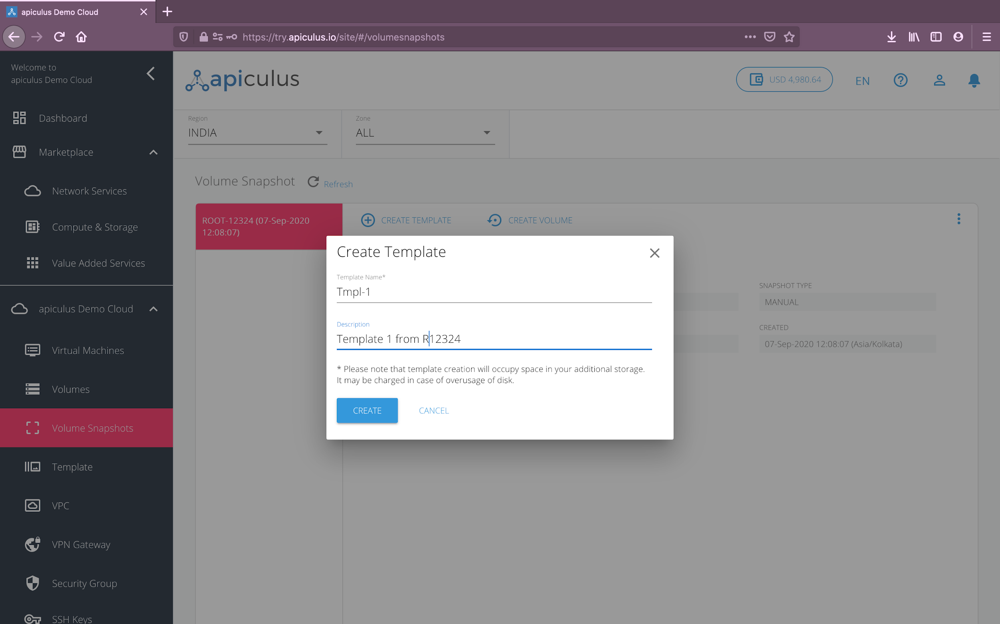 apiculus Demo Cloud
https://try.apiculus.io/site/#/volumesnapshots
Welcome to
apiculus Demo Cloud
Dashboard
Marketplace
Network Services
Compute & Storage
Value Added Services
apiculus Demo Cloud
Virtual Machines
Volumes
Volume Snapshots
Template
VPC
VPN Gateway
Security Group
SSH Keys
apiculus
USD 4,980.64
EN
Region
INDIA
Zone
ALL
Volume Snapshot
Refresh
ROOT-12324 (07-Sep-2020
12:08:07)
CREATE TEMPLATE
CREATE VOLUME
SNAPSHOT TYPE
MANUAL
CREATED
07-Sep-2020 12:08:07 (Asia/Kolkata)
Create Template
Template Name*
Tmpl-1
Description
Template 1 from R12324
* Please note that template creation will occupy space in your additional storage.
It may be charged in case of overusage of disk.
CREATE
CANCEL